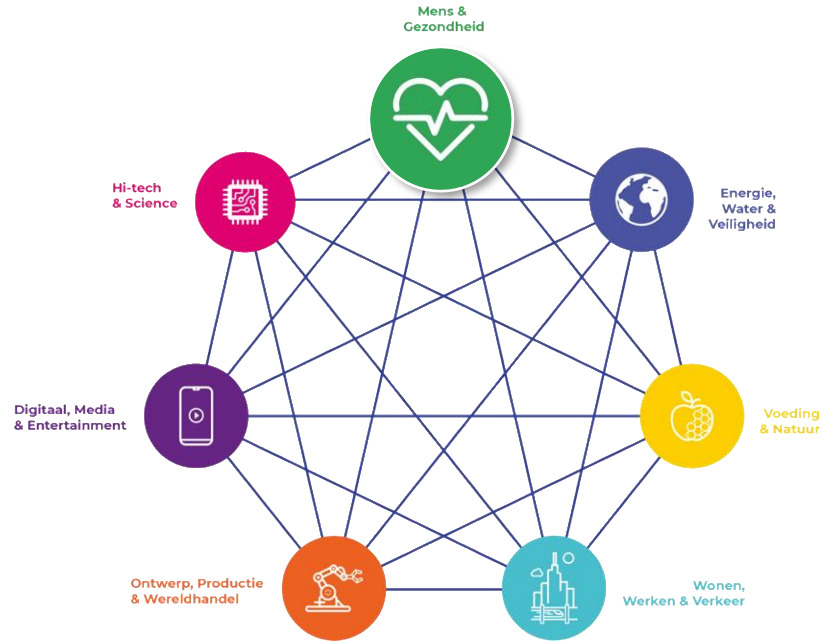 Mens &
Gezondheid
Hi-tech
& Science
Energie,
Water &
Veiligheid
Digitaal, Media
& Entertainment
Voeding
& Natuur
Ontwerp, Productie
& Wereldhandel
Wonen,
Werken & Verkeer